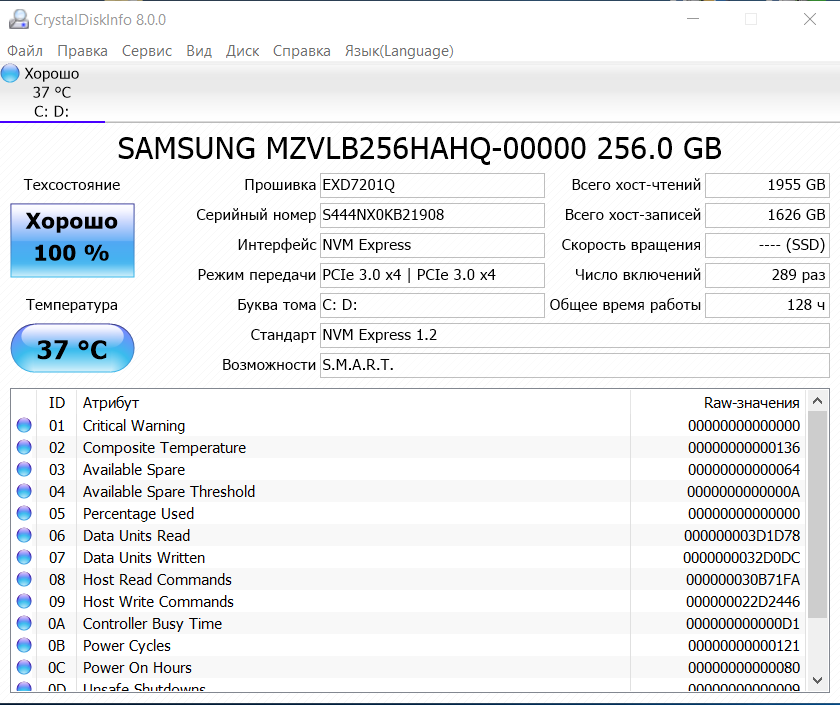 CrystalDiskInfo 8.0.0
Файл Правка Сервис Вид Диск Справка Язык(Language)
Хорошо
37 °C
C: D:
SAMSUNG MZVLB256HAHQ-00000 256.0 GB
Техсостояние
Хорошо
100 %
Температура
37 °C
Прошивка EXD7201Q
Серийный номер S444NX0KB21908
Интерфейс NVM Express
Режим передачи PCIe 3.0 x4 | PCIe 3.0 x4
Буква тома C: D:
Стандарт NVM Express 1.2
Возможности S.M.A.R.T.
Всего хост-чтений 1955 GB
Всего хост-записей 1626 GB
Скорость вращения ---- (SSD)
Число включений 289 раз
Общее время работы 128 ч
ID Атрибут Raw-значения
01 Critical Warning 00000000000000
02 Composite Temperature 00000000000136
03 Available Spare 00000000000064
04 Available Spare Threshold 0000000000000A
05 Percentage Used 00000000000000
06 Data Units Read 000000003D1D78
07 Data Units Written 0000000032D0DC
08 Host Read Commands 000000030B71FA
09 Host Write Commands 000000022D2446
0A Controller Busy Time 000000000000D1
0B Power Cycles 00000000000121
0C Power On Hours 00000000000080
0D Unsafe Shutdowns 00000000000009